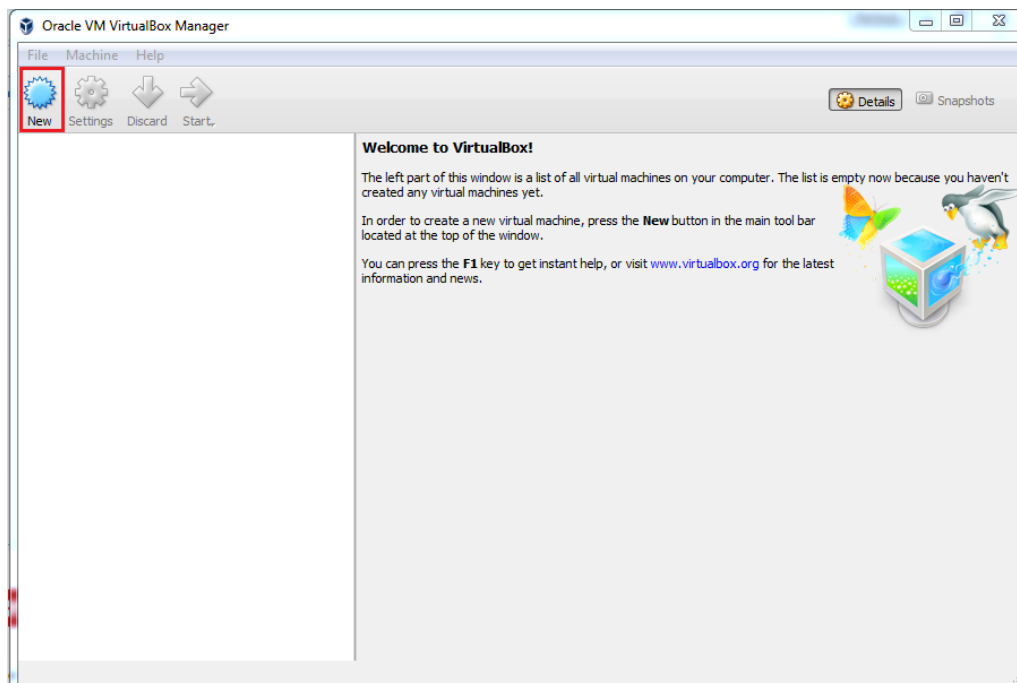 Oracle VM VirtualBox Manager
File Machine Help
New Settings Discard Start
Details Snapshots
Welcome to VirtualBox!
The left part of this window is a list of all virtual machines on your computer. The list is empty now because you haven't
created any virtual machines yet.
In order to create a new virtual machine, press the New button in the main tool bar
located at the top of the window.
You can press the F1 key to get instant help, or visit www.virtualbox.org for the latest
information and news.